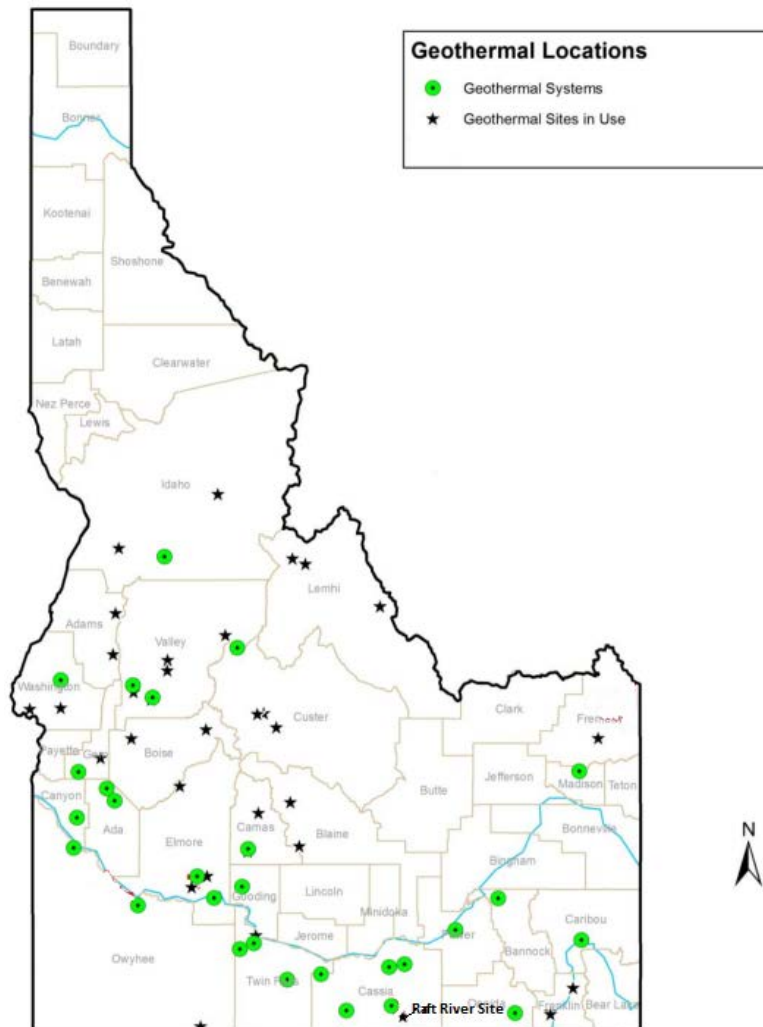 Geothermal Locations
Geothermal Systems
Geothermal Sites in Use
Boundary
Bonner
Kootenai
Shoshone
Benewah
Latah
Clearwater
Nez Perce
Lewis
Idaho
Lemhi
Adams
Valley
Washington
Custer
Clark
Fremont
Payette
Gem
Boise
Butte
Jefferson
Madison
Teton
Canyon
Ada
Elmore
Camas
Blaine
Bonneville
Bingham
N
Gooding
Lincoln
Minidoka
Caribou
Jerome
Power
Bannock
Owyhee
Twin Falls
Cassia
Oneida
Franklin
Bear Lake
Raft River Site